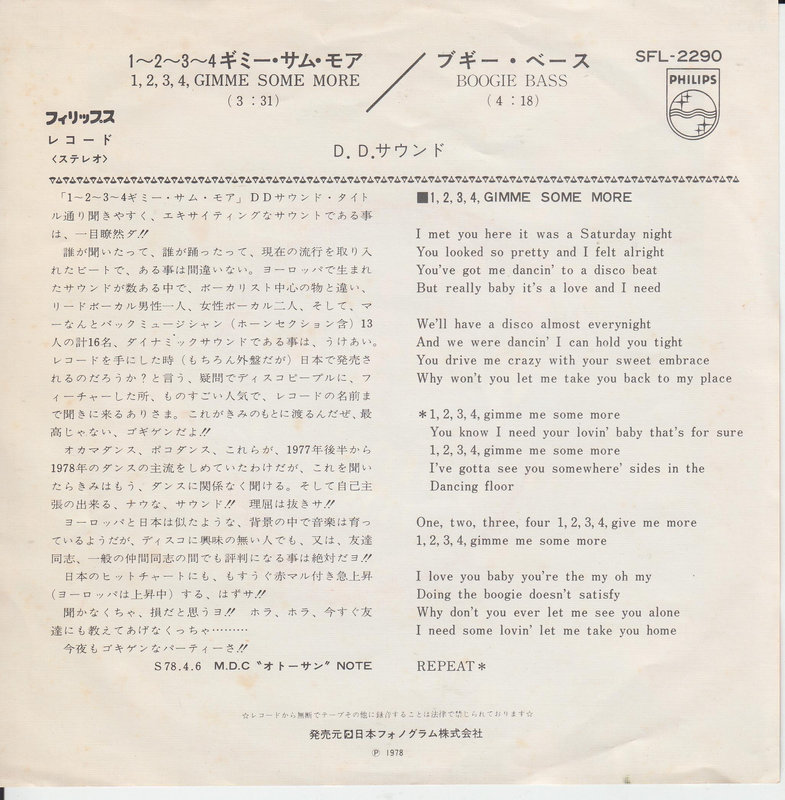 1～2～3～4ギミー・サム・モア
1, 2, 3, 4, GIMME SOME MORE
(3：31)
ブギー・ベース
BOOGIE BASS
(4：18)
SFL-2290
PHILIPS
フィリップス
レコード
〈ステレオ〉
D. D.サウンド
「1～2～3～4ギミー・サム・モア」DDサウンド・タイト
ル通り聞きやすく、エキサイティングなサウントである事
は、一目瞭然ダ!!
誰が聞いたって、誰が踊ったって、現在の流行を取り入
れたビートで、ある事は間違いない。ヨーロッパで生まれ
たサウンドが数ある中で、ボーカリスト中心の物と違い、
リードボーカル男性一人、女性ボーカル二人、そして、マ
ーなんとバックミュージシャン（ホーンセクション含）13
人の計16名、ダイナミックサウンドである事は、うけあい。
レコードを手にした時（もちろん外盤だが）日本で発売さ
れるのだろうか？と言う、疑問でディスコピープルに、フ
ィーチャーした所、ものすごい人気で、レコードの名前ま
で聞きに来るありさま。これがきみのもとに渡るんだぜ、最
高じゃない、ゴギゲンだよ!!
オカマダンス、ポコダンス、これらが、1977年後半から
1978年のダンスの主流をしめていたわけだが、これを聞い
たらきみはもう、ダンスに関係なく聞ける。そして自己主
張の出来る、ナウな、サウンド!!　理屈は抜きサ!!
ヨーロッパと日本は似たような、背景の中で音楽は育っ
ているようだが、ディスコに興味の無い人でも、又は、友達
同志、一般の仲間同志の間でも評判になる事は絶対だヨ!!
日本のヒットチャートにも、もうすぐ赤マル付き急上昇
(ヨーロッパは上昇中）する、はずサ!!
聞かなくちゃ、損だと思うヨ!!　ホラ、ホラ、今すぐ友
達にも教えてあげなくっちゃ………
今夜もゴキゲンなパーティーさ!!
S 78.4.6　M.D.C “オトーサン” NOTE
■1, 2, 3, 4, GIMME SOME MORE
I met you here it was a Saturday night
You looked so pretty and I felt alright
You've got me dancin' to a disco beat
But really baby it's a love and I need
We'll have a disco almost everynight
And we were dancin' I can hold you tight
You drive me crazy with your sweet embrace
Why won't you let me take you back to my place
＊1, 2, 3, 4, gimme me some more
You know I need your lovin' baby that's for sure
1, 2, 3, 4, gimme me some more
I've gotta see you somewhere' sides in the
Dancing floor
One, two, three, four 1, 2, 3, 4, give me more
1, 2, 3, 4, gimme me some more
I love you baby you're the my oh my
Doing the boogie doesn't satisfy
Why don't you ever let me see you alone
I need some lovin' let me take you home
REPEAT＊
☆レコードから無断でテープその他に録音することは法律で禁じられております☆
発売元 日本フォノグラム株式会社
Ⓟ 1978